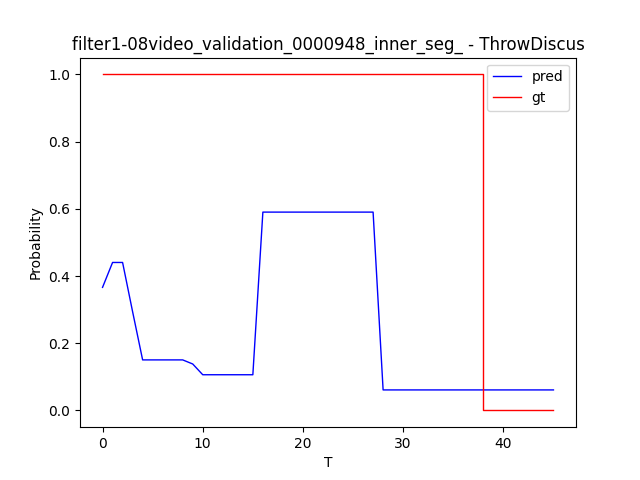 filter1-08video_validation_0000948_inner_seg_ - ThrowDiscus
pred
gt
1.0
0.8
0.6
0.4
0.2
0.0
Probability
0
10
20
30
40
T